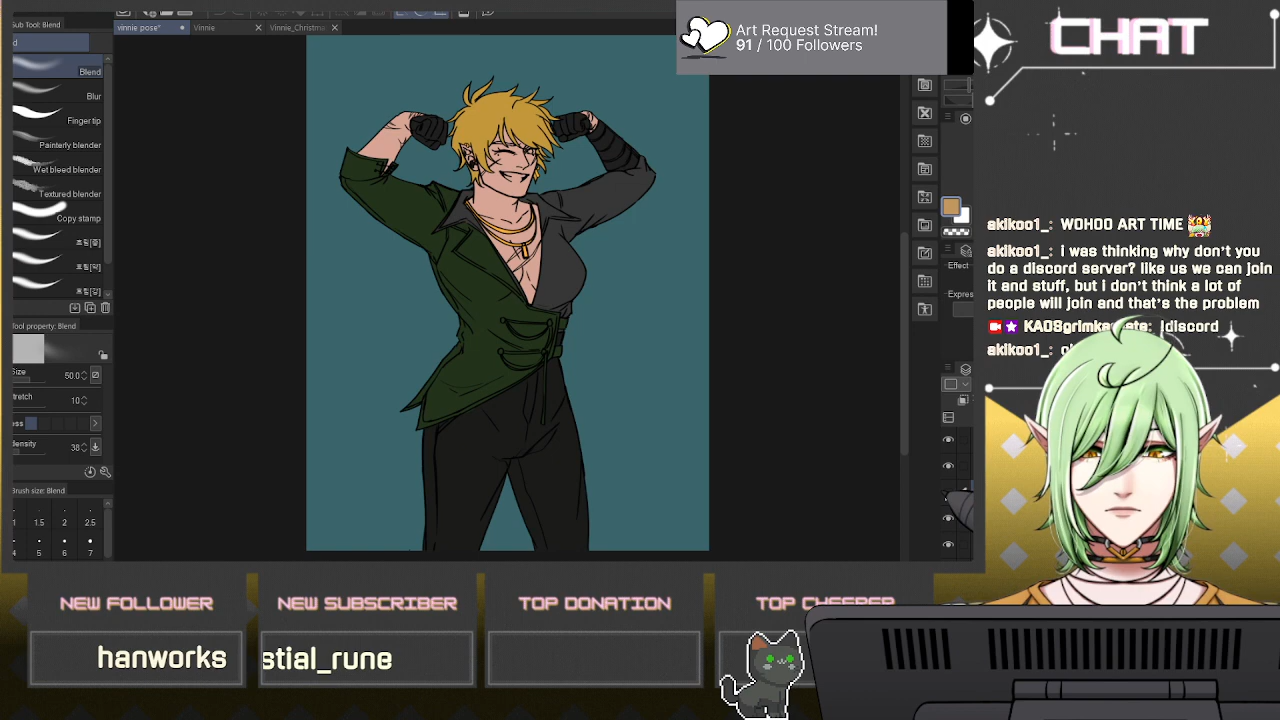 Sub Tool: Blend
vinnie pose*
Vinnie
Vinnie_Christma
Art Request Stream!
91 / 100 Followers
CHAT
Blend
Blur
Finger tip
Painterly blender
Wet bleed blender
Textured blender
Copy stamp
Tool property: Blend
Size 50.0
stretch 10
density 38
Brush size: Blend
1 1.5 2 2.5
4 5 6 7
Effect
Expres
akikoo1_: WOHOO ART TIME
akikoo1_: i was thinking why don't you
do a discord server? like us we can join
it and stuff, but i don't think a lot of
people will join and that's the problem
!discord
akikoo1_:
NEW FOLLOWER
hanworks
NEW SUBSCRIBER
stial_rune
TOP DONATION
TOP CHEERER